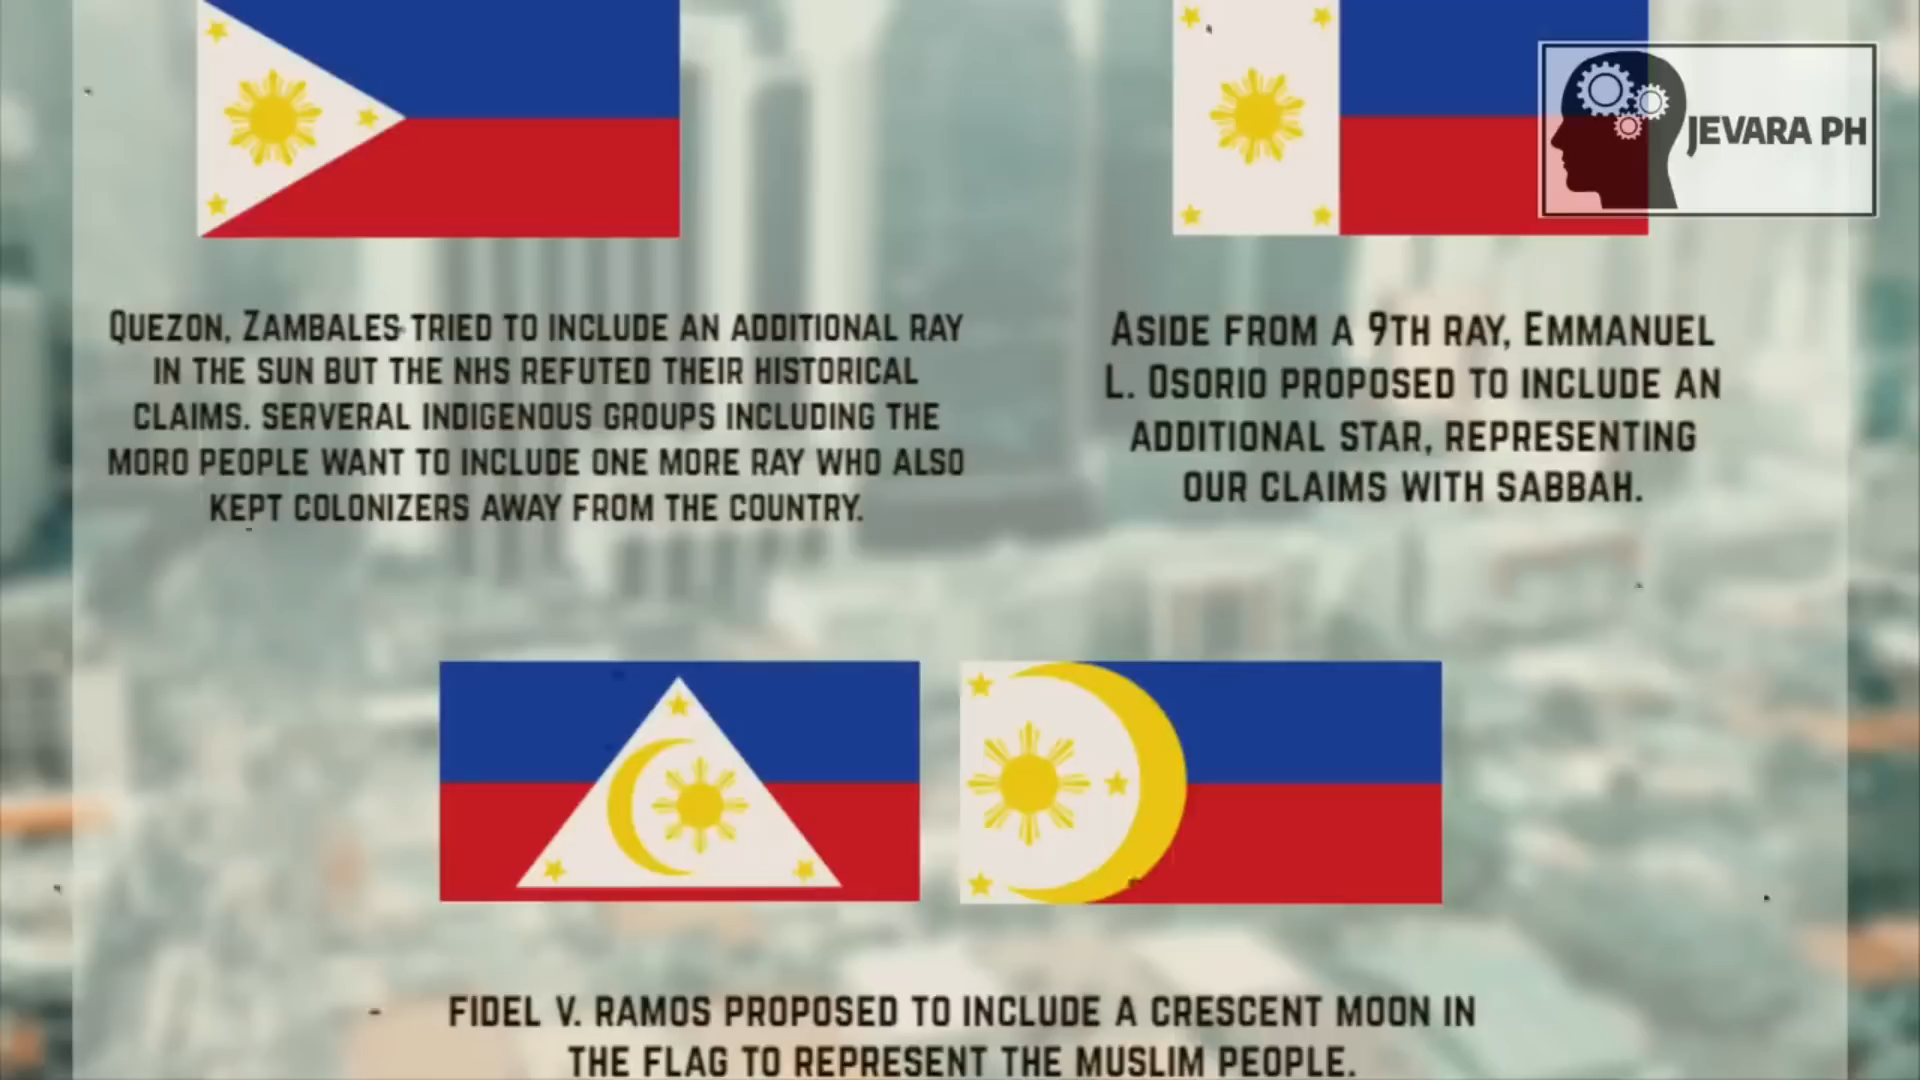 JEVARA PH
QUEZON, ZAMBALES TRIED TO INCLUDE AN ADDITIONAL RAY
IN THE SUN BUT THE NHS REFUTED THEIR HISTORICAL
CLAIMS. SERVERAL INDIGENOUS GROUPS INCLUDING THE
MORO PEOPLE WANT TO INCLUDE ONE MORE RAY WHO ALSO
KEPT COLONIZERS AWAY FROM THE COUNTRY.
ASIDE FROM A 9TH RAY, EMMANUEL
L. OSORIO PROPOSED TO INCLUDE AN
ADDITIONAL STAR, REPRESENTING
OUR CLAIMS WITH SABBAH.
FIDEL V. RAMOS PROPOSED TO INCLUDE A CRESCENT MOON IN
THE FLAG TO REPRESENT THE MUSLIM PEOPLE.